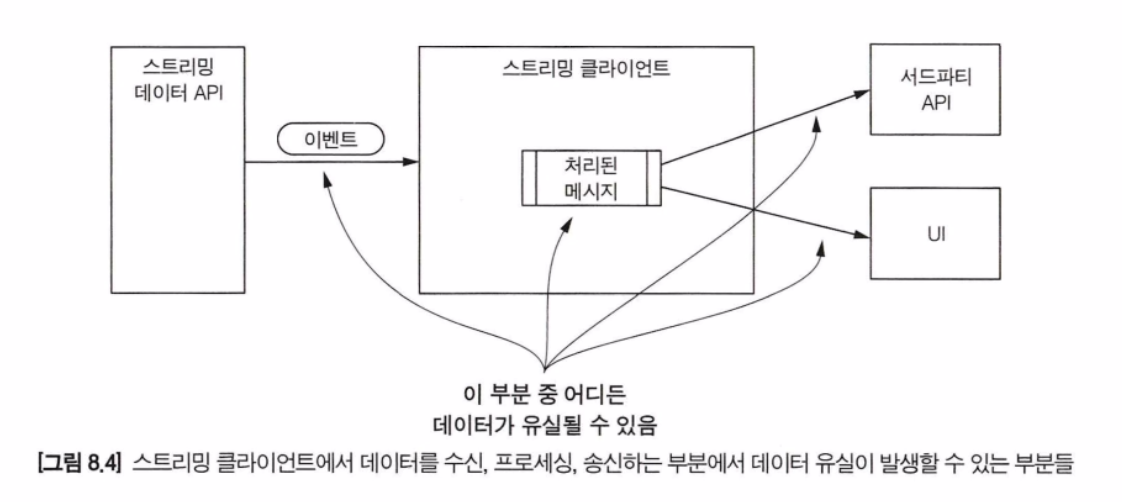 스트리밍
데이터 API
이벤트
스트리밍 클라이언트
처리된
메시지
서드파티
API
UI
이 부분 중 어디든
데이터가 유실될 수 있음
[그림 8.4] 스트리밍 클라이언트에서 데이터를 수신, 프로세싱, 송신하는 부분에서 데이터 유실이 발생할 수 있는 부분들